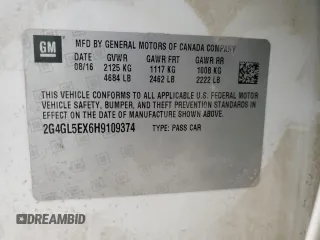 GM
MFD BY GENERAL MOTORS OF CANADA COMPANY
DATE GVWR GAWR FRT GAWR RR
08/16 2125 KG 1117 KG 1008 KG
4684 LB 2462 LB 2222 LB
THIS VEHICLE CONFORMS TO ALL APPLICABLE U.S. FEDERAL MOTOR
VEHICLE SAFETY, BUMPER, AND THEFT PREVENTION STANDARDS
IN EFFECT ON THE DATE OF MANUFACTURE SHOWN ABOVE.
2G4GL5EX6H9109374 TYPE: PASS CAR
DREAMBID